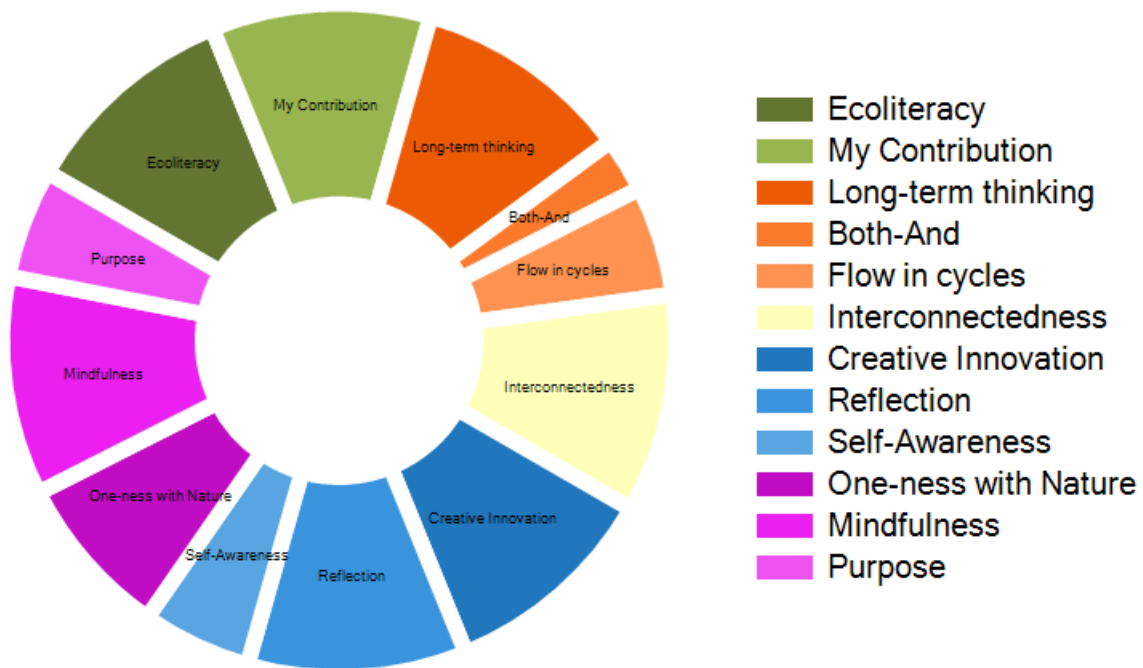 My Contribution
Long-term thinking
Ecoliteracy
Both-And
Purpose
Flow in cycles
Mindfulness
Interconnectedness
One-ness with Nature
Creative Innovation
Self-Awareness
Reflection
Ecoliteracy
My Contribution
Long-term thinking
Both-And
Flow in cycles
Interconnectedness
Creative Innovation
Reflection
Self-Awareness
One-ness with Nature
Mindfulness
Purpose